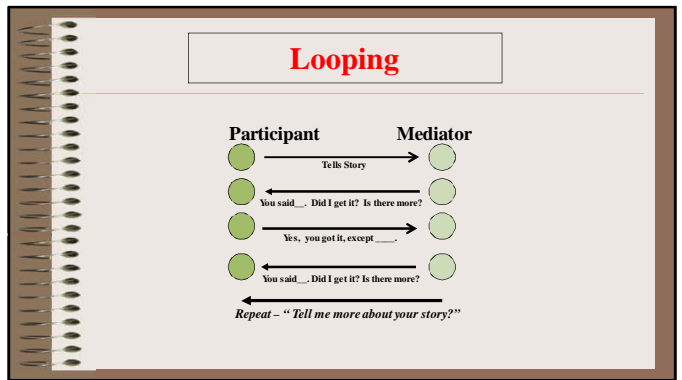 Looping
Participant Mediator
Tells Story
You said__. Did I get it? Is there more?
Yes, you got it, except ____.
You said__. Did I get it? Is there more?
Repeat – “ Tell me more about your story?”